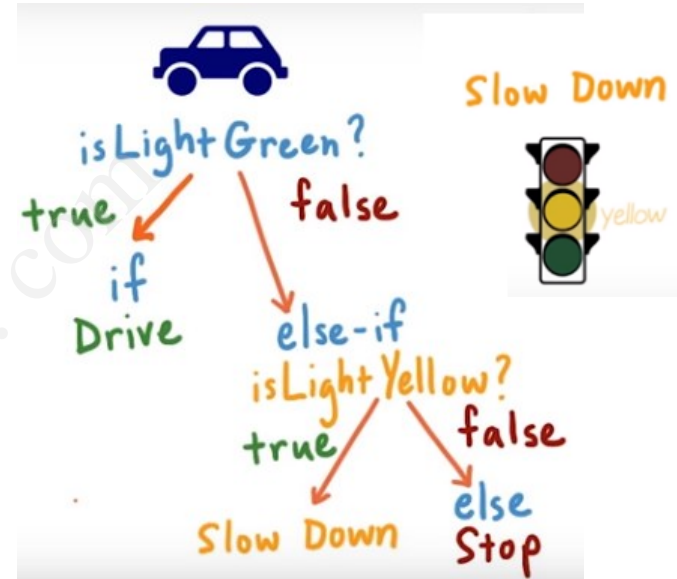 Slow Down
isLightGreen?
true
false
if
Drive
else-if
isLightYellow?
true
false
Slow Down
else
Stop
yellow